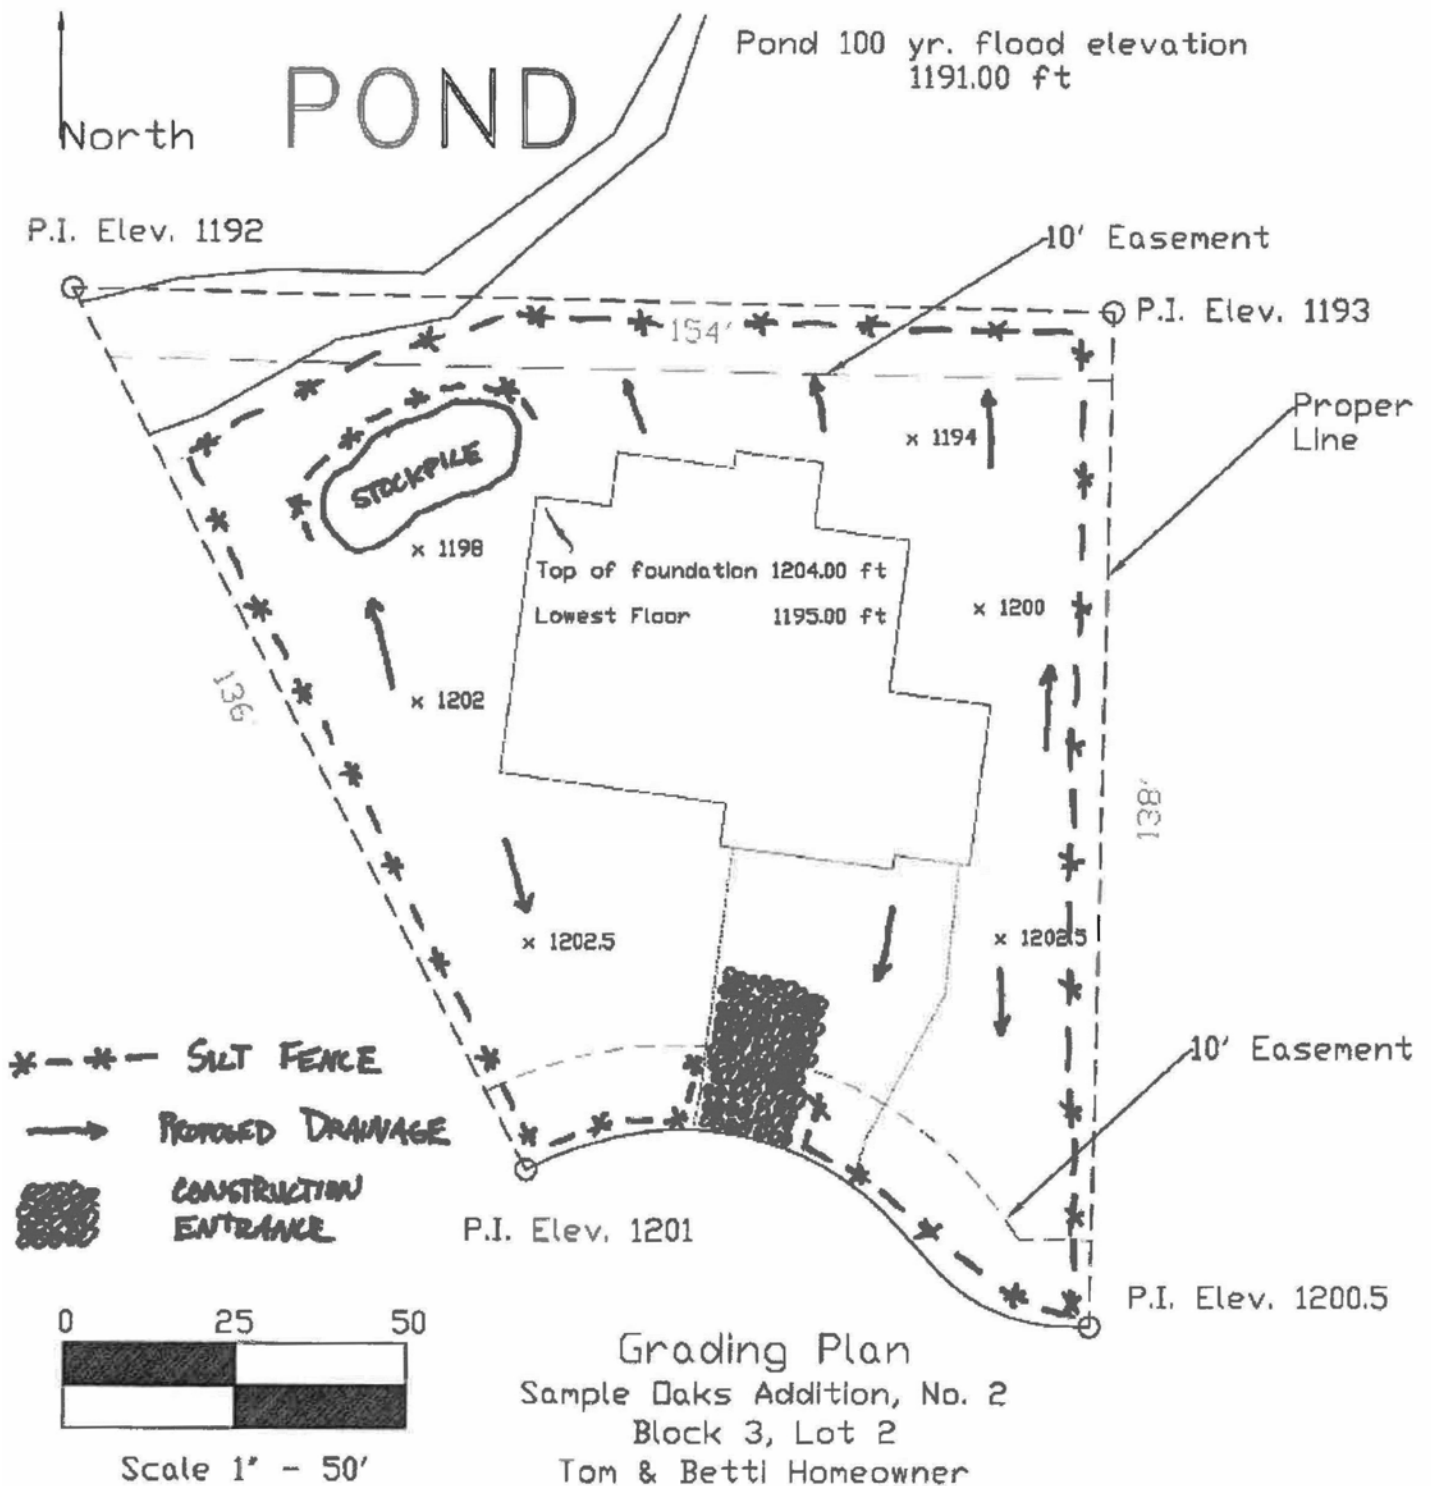 Pond 100 yr. flood elevation
1191.00 ft
North
POND
P.I. Elev. 1192
10' Easement
P.I. Elev. 1193
154'
Proper
Line
× 1194
STOCKPILE
× 1198
Top of foundation 1204.00 ft
Lowest Floor 1195.00 ft
× 1200
136'
× 1202
138'
× 1202.5
× 1202.5
SILT FENCE
10' Easement
PROPOSED DRAINAGE
CONSTRUCTION
ENTRANCE
P.I. Elev. 1201
P.I. Elev. 1200.5
0 25 50
Scale 1" - 50'
Grading Plan
Sample Oaks Addition, No. 2
Block 3, Lot 2
Tom & Betti Homeowner